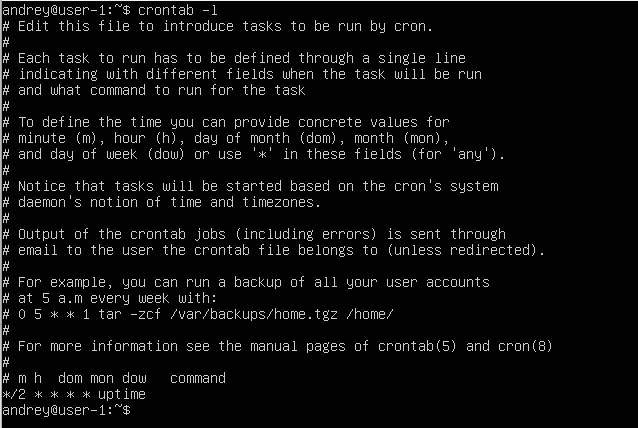 andrey@user-1:~$ crontab -l
# Edit this file to introduce tasks to be run by cron.
#
# Each task to run has to be defined through a single line
# indicating with different fields when the task will be run
# and what command to run for the task
#
# To define the time you can provide concrete values for
# minute (m), hour (h), day of month (dom), month (mon),
# and day of week (dow) or use '*' in these fields (for 'any').
#
# Notice that tasks will be started based on the cron's system
# daemon's notion of time and timezones.
#
# Output of the crontab jobs (including errors) is sent through
# email to the user the crontab file belongs to (unless redirected).
#
# For example, you can run a backup of all your user accounts
# at 5 a.m every week with:
# 0 5 * * 1 tar -zcf /var/backups/home.tgz /home/
#
# For more information see the manual pages of crontab(5) and cron(8)
#
# m h  dom mon dow   command
*/2 * * * * uptime
andrey@user-1:~$